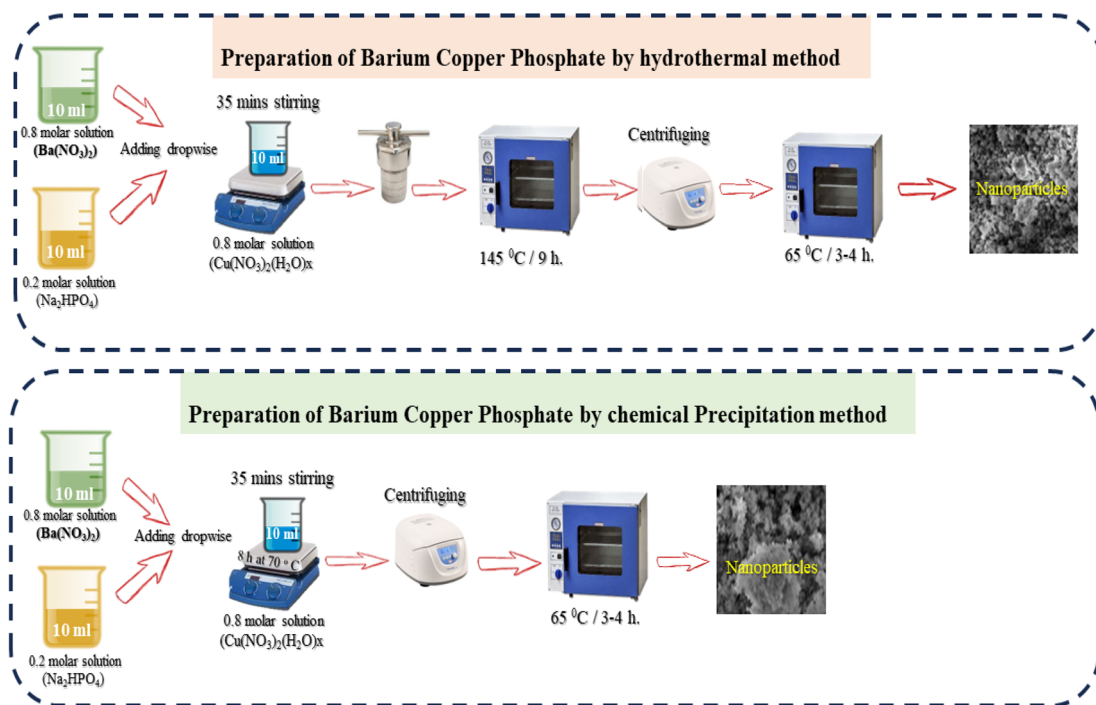 Preparation of Barium Copper Phosphate by hydrothermal method
10 ml
0.8 molar solution
(Ba(NO₃)₂)
Adding dropwise
10 ml
0.2 molar solution
(Na₂HPO₄)
35 mins stirring
10 ml
0.8 molar solution
(Cu(NO₃)₂(H₂O)x
145 ⁰C / 9 h.
Centrifuging
65 ⁰C / 3-4 h.
Nanoparticles
Preparation of Barium Copper Phosphate by chemical Precipitation method
10 ml
0.8 molar solution
(Ba(NO₃)₂)
Adding dropwise
10 ml
0.2 molar solution
(Na₂HPO₄)
35 mins stirring
10 ml
8 h at 70 ° C
0.8 molar solution
(Cu(NO₃)₂(H₂O)x
Centrifuging
65 ⁰C / 3-4 h.
Nanoparticles